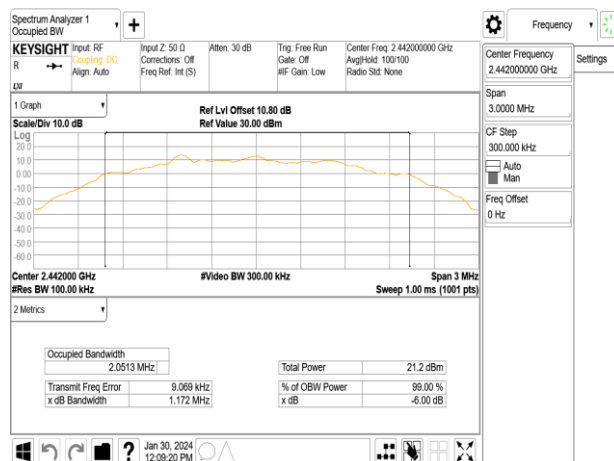 Spectrum Analyzer 1
Occupied BW
Frequency
KEYSIGHT
R
LXI
Input: RF
Coupling: DC
Align: Auto
Input Z: 50 Ω
Corrections: Off
Freq Ref: Int (S)
Atten: 30 dB
Trig: Free Run
Gate: Off
#IF Gain: Low
Center Freq: 2.442000000 GHz
Avg|Hold: 100/100
Radio Std: None
Center Frequency
2.442000000 GHz
Settings
Span
3.0000 MHz
CF Step
300.000 kHz
Auto
Man
Freq Offset
0 Hz
1 Graph
Scale/Div 10.0 dB
Ref Lvl Offset 10.80 dB
Ref Value 30.00 dBm
Log
20.0
10.0
0.00
-10.0
-20.0
-30.0
-40.0
-50.0
-60.0
Center 2.442000 GHz
#Res BW 100.00 kHz
#Video BW 300.00 kHz
Span 3 MHz
Sweep 1.00 ms (1001 pts)
2 Metrics
Occupied Bandwidth
2.0513 MHz
Total Power 21.2 dBm
Transmit Freq Error 9.069 kHz
% of OBW Power 99.00 %
x dB Bandwidth 1.172 MHz
x dB -6.00 dB
?
Jan 30, 2024
12:09:20 PM